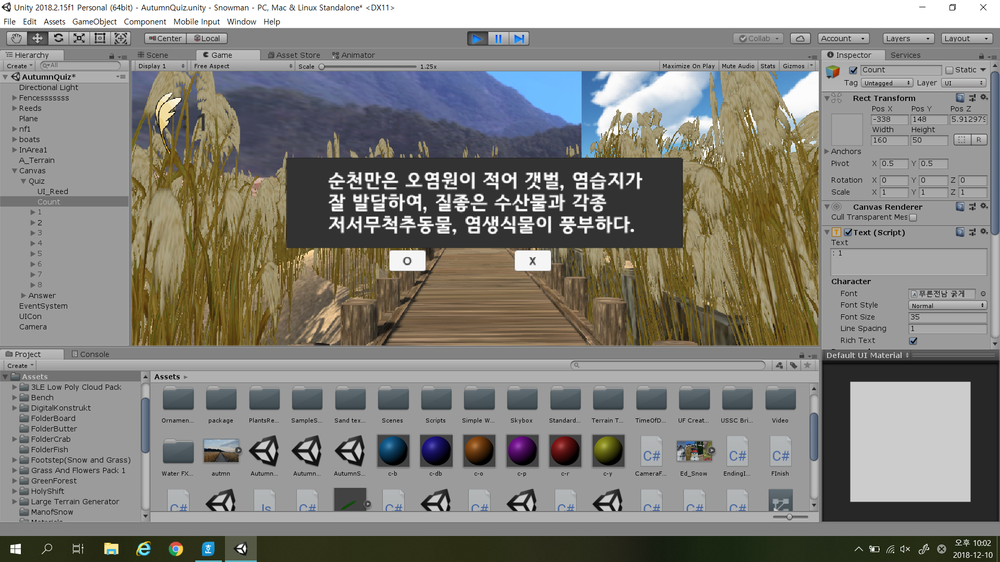 Unity 2018.2.15f1 Personal (64bit) - AutumnQuiz.unity - Snowman - PC, Mac & Linux Standalone* <DX11>
File Edit Assets GameObject Component Mobile Input Window Help
Center Local Collab Account Layers Layout
Hierarchy
Create All
AutumnQuiz*
Directional Light
Fencesssssss
Reeds
Plane
nf1
boats
InArea1
A_Terrain
Canvas
Quiz
UI_Reed
Count
1
2
3
4
5
6
7
8
Answer
EventSystem
UICon
Camera
Scene Game Asset Store Animator
Display 1 Free Aspect Scale 1.25x Maximize On Play Mute Audio Stats Gizmos
: 1
순천만은 오염원이 적어 갯벌, 염습지가
잘 발달하여, 질좋은 수산물과 각종
저서무척추동물, 염생식물이 풍부하다.
O X
Inspector Services
Count Static
Tag Untagged Layer UI
Rect Transform
Pos X Pos Y Pos Z
-338 148 5.912979
Width Height
160 50 R
Anchors
Pivot X 0.5 Y 0.5
Rotation X 0 Y 0 Z 0
Scale X 1 Y 1 Z 1
Canvas Renderer
Cull Transparent Mes
Text (Script)
Text
: 1
Character
Font 푸른전남 굵게
Font Style Normal
Font Size 35
Line Spacing 1
Rich Text
Default UI Material
Project Console
Create
Assets
3LE Low Poly Cloud Pack
Bench
DigitalKonstrukt
FolderBoard
FolderButter
FolderCrab
FolderFish
Footstep(Snow and Grass)
Grass And Flowers Pack 1
GreenForest
HolyShift
Large Terrain Generator
ManofSnow
Materials
Assets
Ornamen... package PlantsRe... SampleS... Sand tex... Scenes Scripts Simple W... Skybox Standard... Terrain T... TimeOfD... UF Creat... USSC Bri... Video
C# C# C#
Water FX... autmn Autumn... Autumn... AutumnS... c-b c-db c-o c-p c-r c-y CameraF... Ed_Snow EndingI... FInish
C# Js C# C# C# C# C# C# C#
오후 10:02
2018-12-10